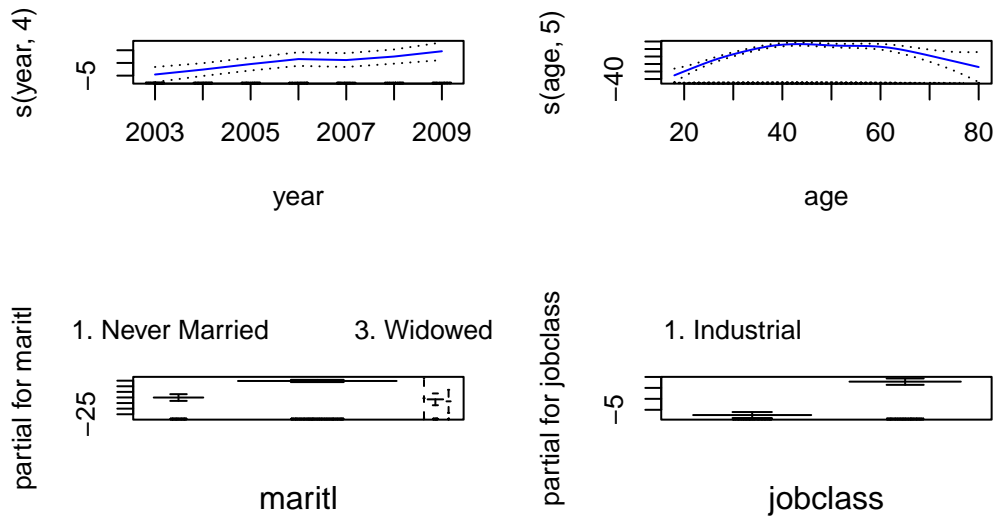 s(year, 4)
−5
2003 2005 2007 2009
year
s(age, 5)
−40
20 40 60 80
age
partial for maritl
−25
1. Never Married 3. Widowed
maritl
partial for jobclass
−5
1. Industrial
jobclass